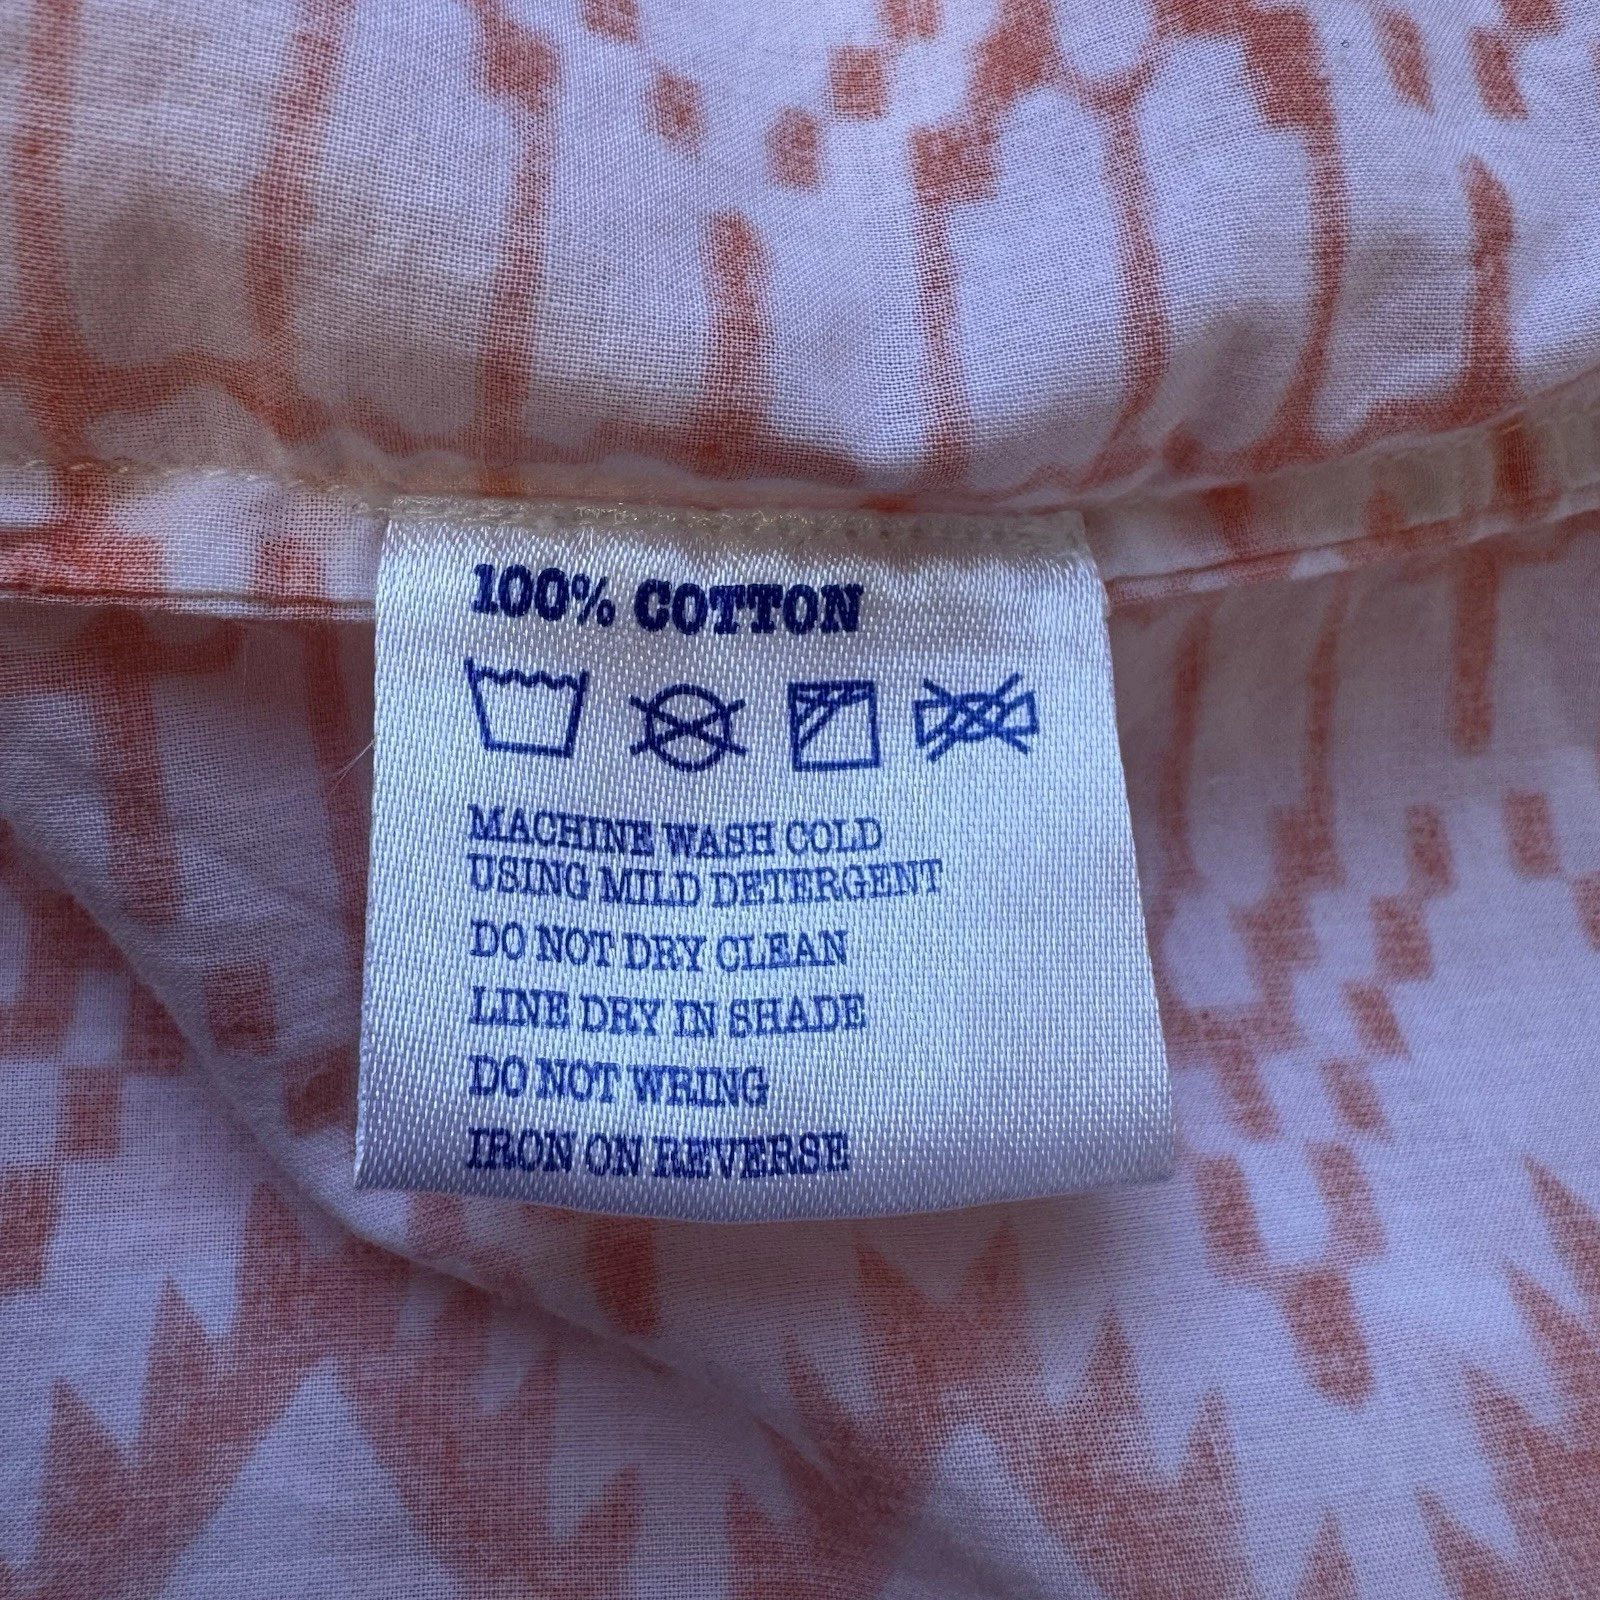 100% COTTON
MACHINE WASH COLD
USING MILD DETERGENT
DO NOT DRY CLEAN
LINE DRY IN SHADE
DO NOT WRING
IRON ON REVERSE